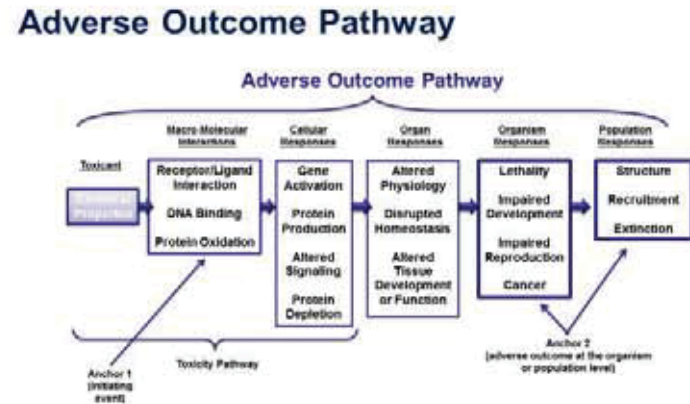 Adverse Outcome Pathway
Adverse Outcome Pathway
Toxicant
Macro-Molecular
Interactions
Receptor/Ligand
Interaction
DNA Binding
Protein Oxidation
Cellular
Responses
Gene
Activation
Protein
Production
Altered
Signaling
Protein
Depletion
Organ
Responses
Altered
Physiology
Disrupted
Homeostasis
Altered
Tissue
Development
or Function
Organism
Responses
Lethality
Impaired
Development
Impaired
Reproduction
Cancer
Population
Responses
Structure
Recruitment
Extinction
Toxicity Pathway
Anchor 1
(initiating
event)
Anchor 2
(adverse outcome at the organism
or population level)